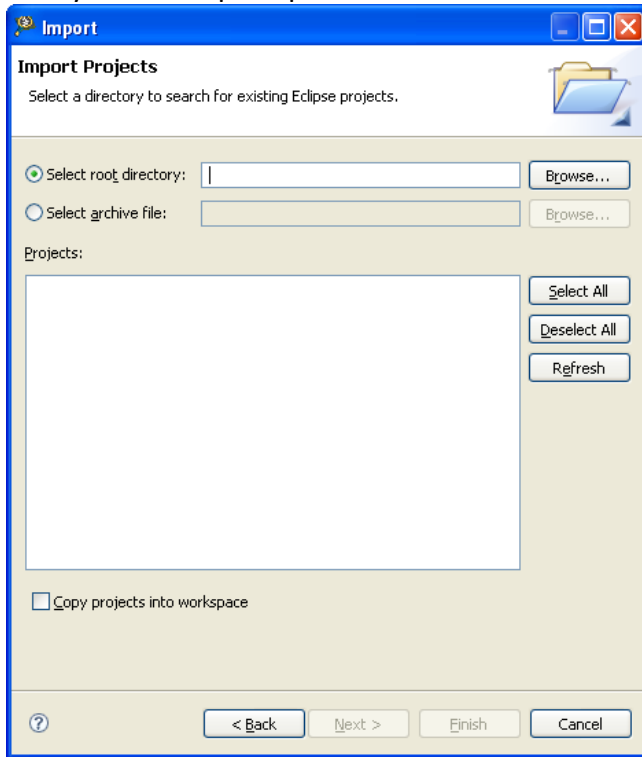 Import
Import Projects
Select a directory to search for existing Eclipse projects.
Select root directory: Browse...
Select archive file: Browse...
Projects:
Select All
Deselect All
Refresh
Copy projects into workspace
? < Back Next > Finish Cancel